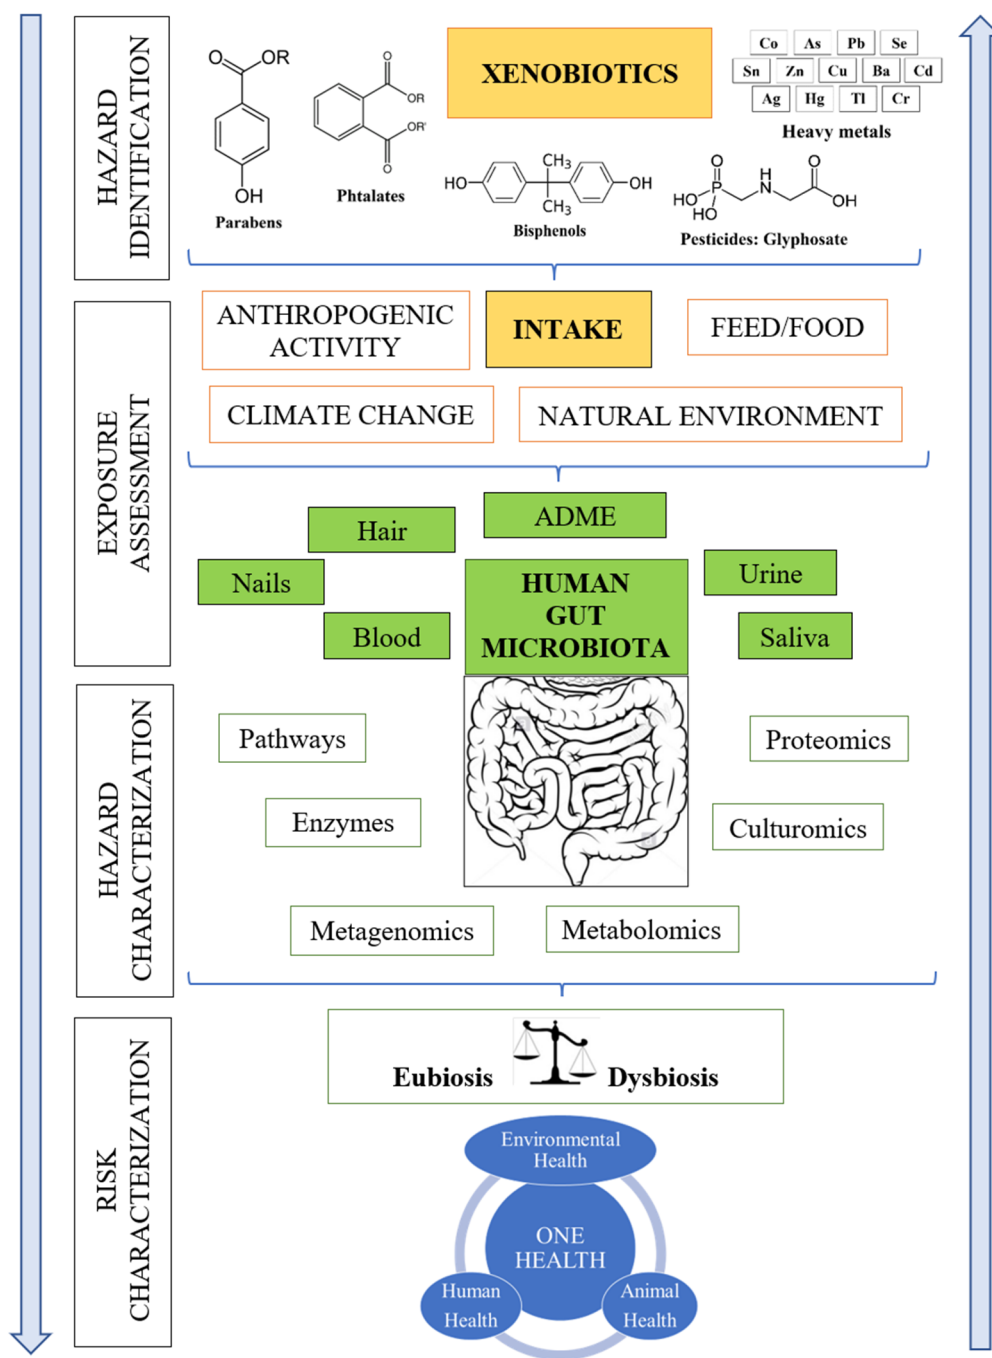 HAZARD
IDENTIFICATION
O
OR
OH
Parabens
O
OR
OR'
O
Phtalates
XENOBIOTICS
Co As Pb Se
Sn Zn Cu Ba Cd
Ag Hg Tl Cr
Heavy metals
CH3
HO
OH
CH3
Bisphenols
O
H
O
HO P
N
OH
HO
Pesticides: Glyphosate
EXPOSURE
ASSESSMENT
ANTHROPOGENIC
ACTIVITY
INTAKE
FEED/FOOD
CLIMATE CHANGE
NATURAL ENVIRONMENT
Hair
ADME
Nails
Urine
Blood
HUMAN
GUT
MICROBIOTA
Saliva
HAZARD
CHARACTERIZATION
Pathways
Proteomics
Enzymes
Culturomics
Metagenomics
Metabolomics
RISK
CHARACTERIZATION
Eubiosis
Dysbiosis
Environmental
Health
ONE
HEALTH
Human
Health
Animal
Health